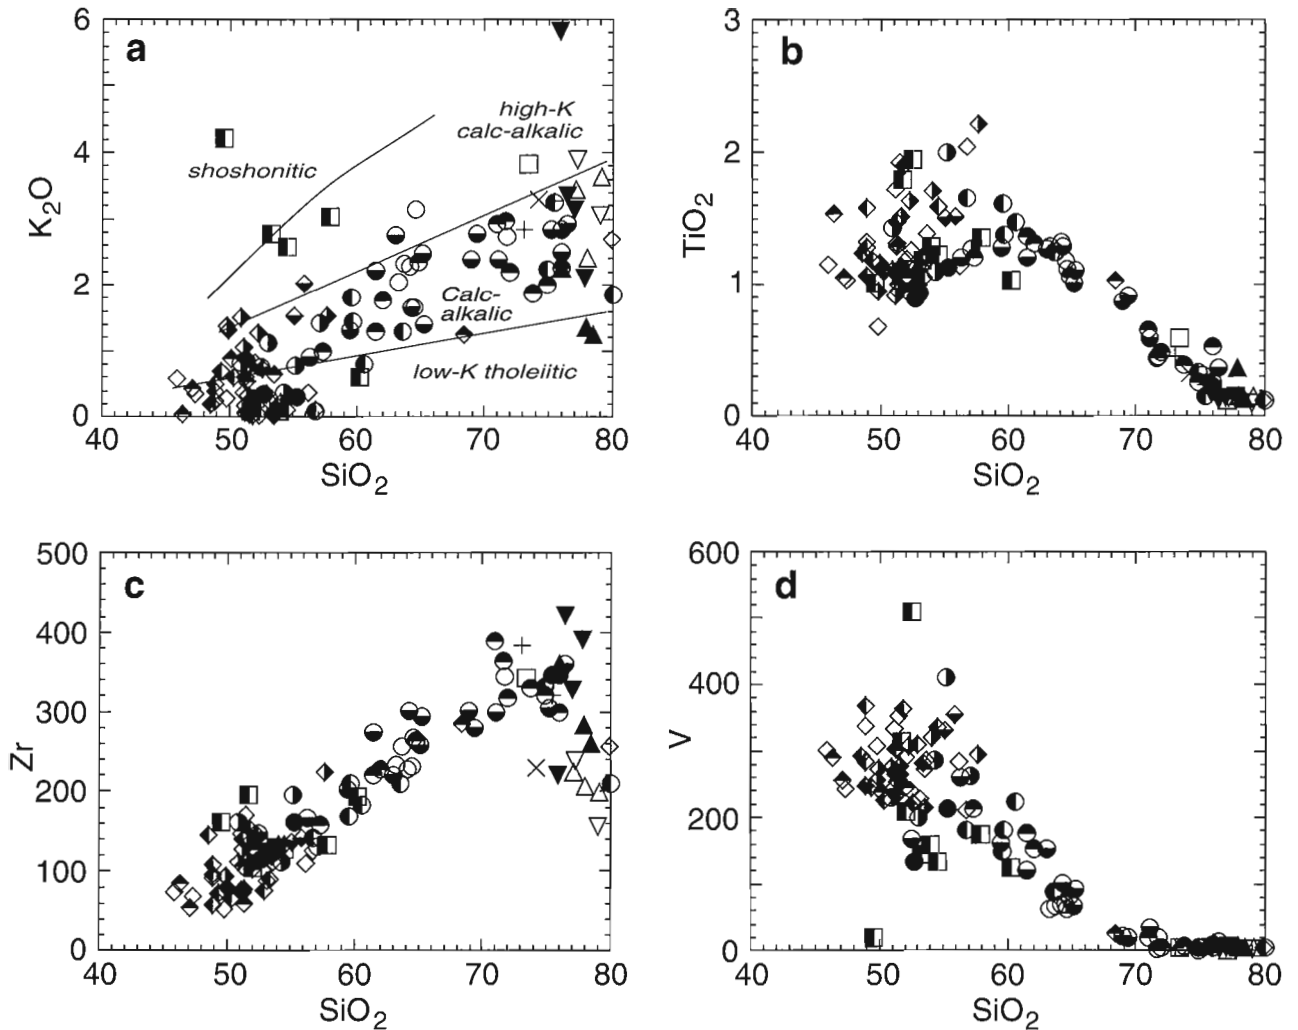 a
6
4
2
0
K₂O
high-K
calc-alkalic
shoshonitic
Calc-
alkalic
low-K tholeiitic
40 50 60 70 80
SiO₂
b
3
2
1
0
TiO₂
40 50 60 70 80
SiO₂
c
500
400
300
200
100
0
Zr
40 50 60 70 80
SiO₂
d
600
400
200
0
V
40 50 60 70 80
SiO₂